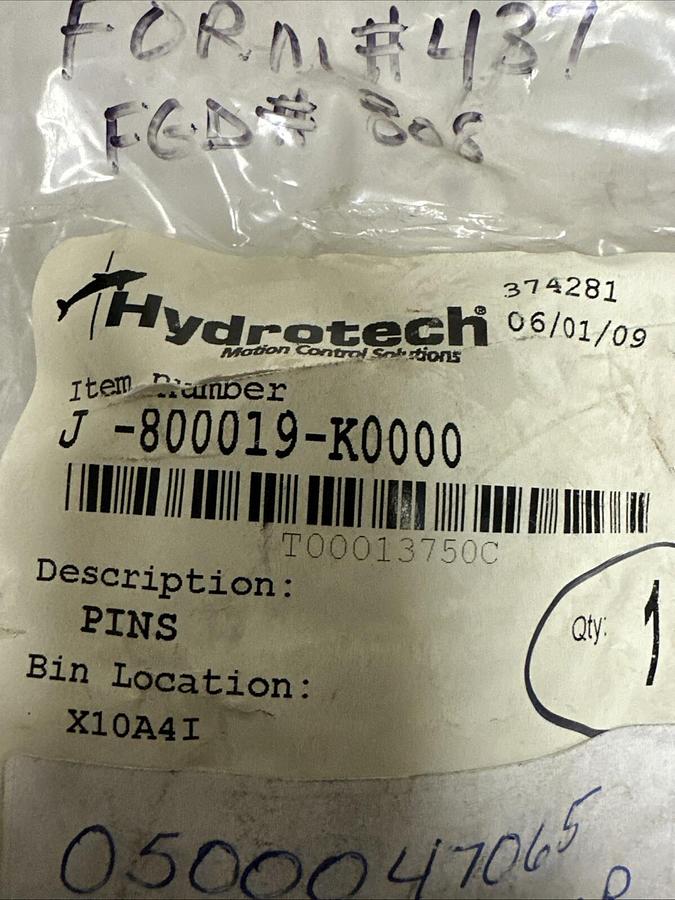 FORM#437
FGD# 808
Hydrotech®
Motion Control Solutions
374281
06/01/09
Item Number
J -800019-K0000
T00013750C
Description:
PINS
Qty: 1
Bin Location:
X10A4I
0500047065